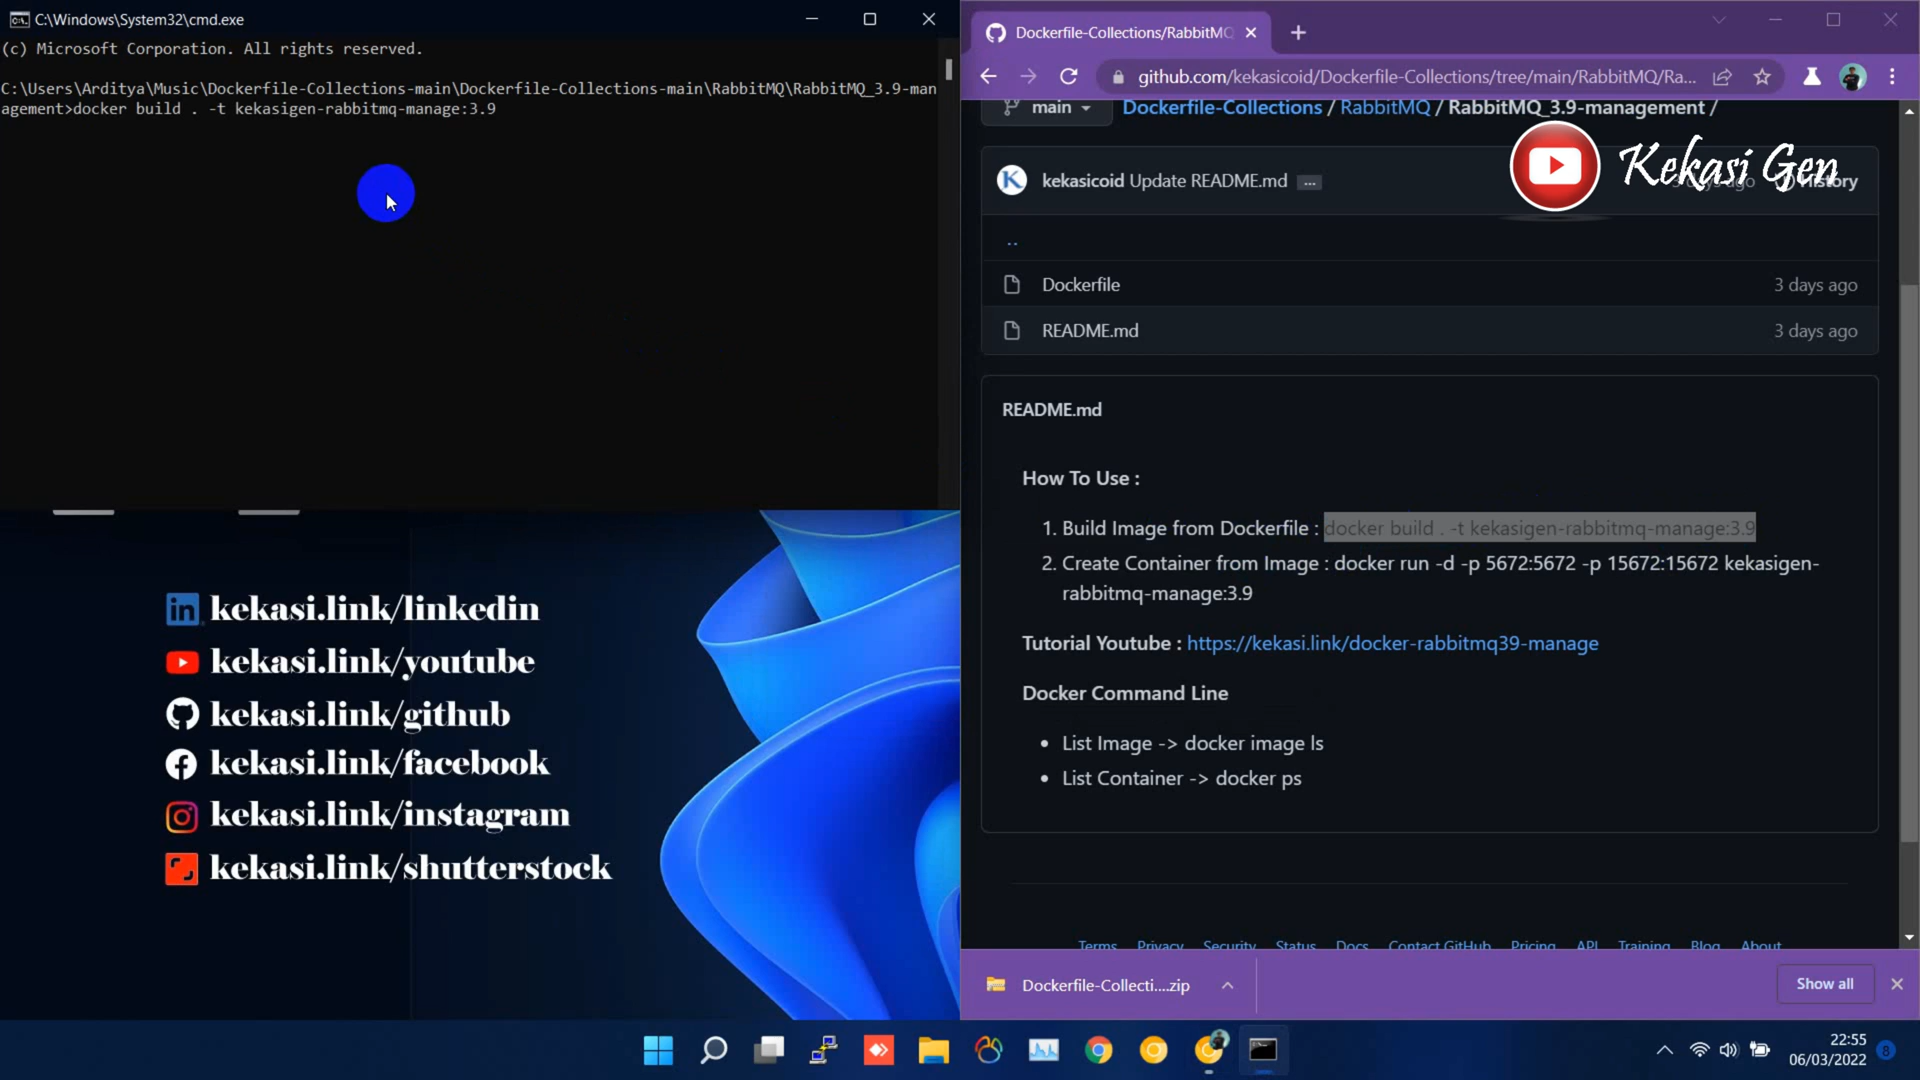 C:\Windows\System32\cmd.exe
(c) Microsoft Corporation. All rights reserved.
C:\Users\Arditya\Music\Dockerfile-Collections-main\Dockerfile-Collections-main\RabbitMQ\RabbitMQ_3.9-man
agement>docker build . -t kekasigen-rabbitmq-manage:3.9
kekasi.link/linkedin
kekasi.link/youtube
kekasi.link/github
kekasi.link/facebook
kekasi.link/instagram
kekasi.link/shutterstock
Dockerfile-Collections/RabbitMQ
github.com/kekasicoid/Dockerfile-Collections/tree/main/RabbitMQ/Ra...
main
Dockerfile-Collections / RabbitMQ / RabbitMQ_3.9-management /
Kekasi Gen
kekasicoid Update README.md ... days ago History
..
Dockerfile 3 days ago
README.md 3 days ago
README.md
How To Use :
1. Build Image from Dockerfile : docker build . -t kekasigen-rabbitmq-manage:3.9
2. Create Container from Image : docker run -d -p 5672:5672 -p 15672:15672 kekasigen-
rabbitmq-manage:3.9
Tutorial Youtube : https://kekasi.link/docker-rabbitmq39-manage
Docker Command Line
• List Image -> docker image ls
• List Container -> docker ps
Terms Privacy Security Status Docs Contact GitHub Pricing API Training Blog About
Dockerfile-Collecti....zip
Show all
22:55
06/03/2022
8